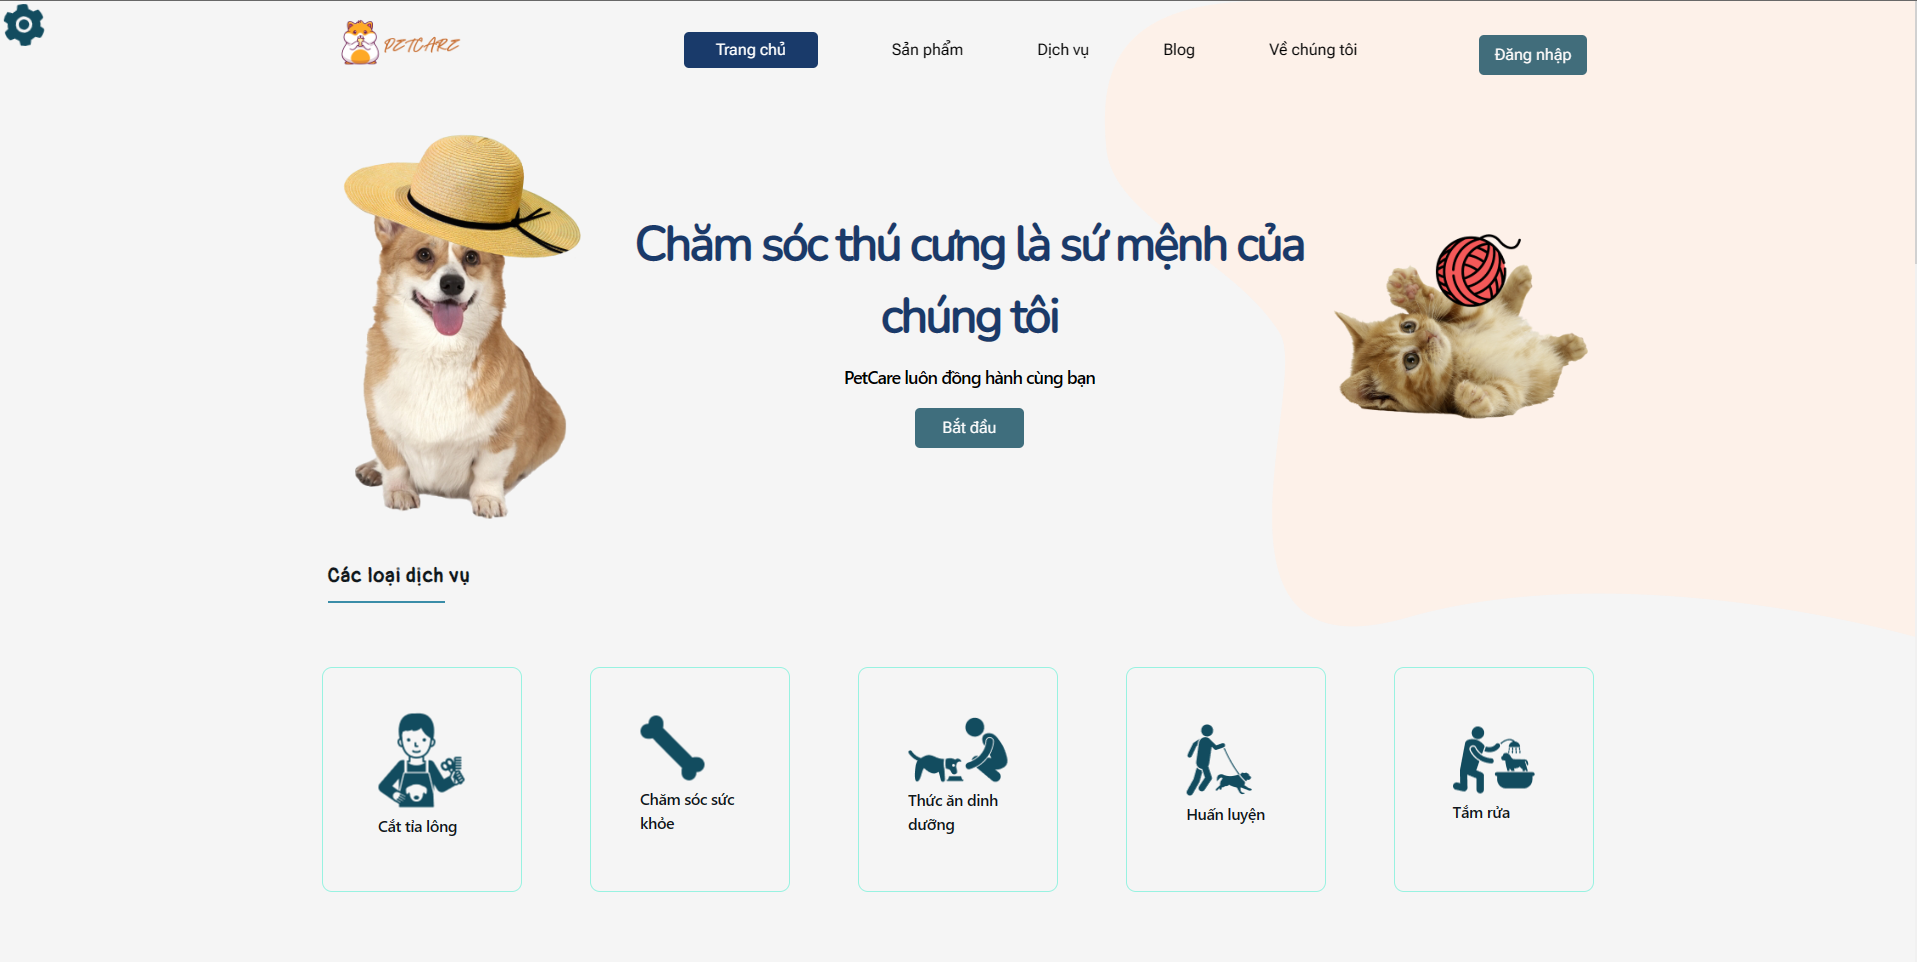 PETCARE
Trang chủ
Sản phẩm
Dịch vụ
Blog
Về chúng tôi
Đăng nhập
Chăm sóc thú cưng là sứ mệnh của
chúng tôi
PetCare luôn đồng hành cùng bạn
Bắt đầu
Các loại dịch vụ
Cắt tỉa lông
Chăm sóc sức
khỏe
Thức ăn dinh
dưỡng
Huấn luyện
Tắm rửa